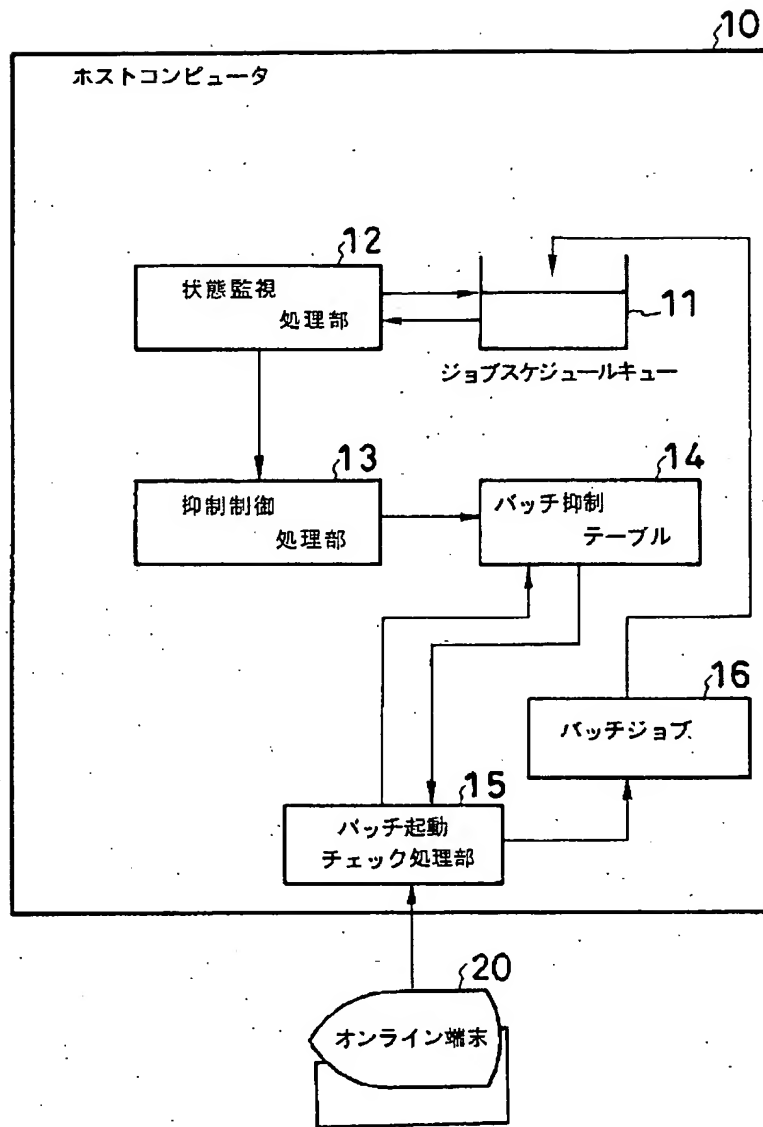 10
ホストコンピュータ
12
状態監視
処理部
11
ジョブスケジュールキュー
13
抑制制御
処理部
14
バッチ抑制
テーブル
16
バッチジョブ
15
バッチ起動
チェック処理部
20
オンライン端末